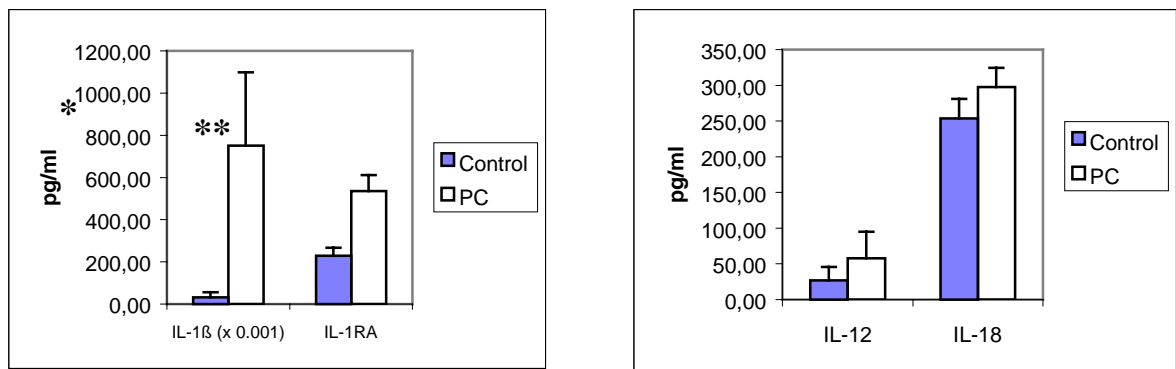 1200,00
1000,00
800,00
600,00
400,00
200,00
0,00
pg/ml
*
**
IL-1ß (x 0.001)
IL-1RA
Control
PC
350,00
300,00
250,00
200,00
150,00
100,00
50,00
0,00
pg/ml
IL-12
IL-18
Control
PC